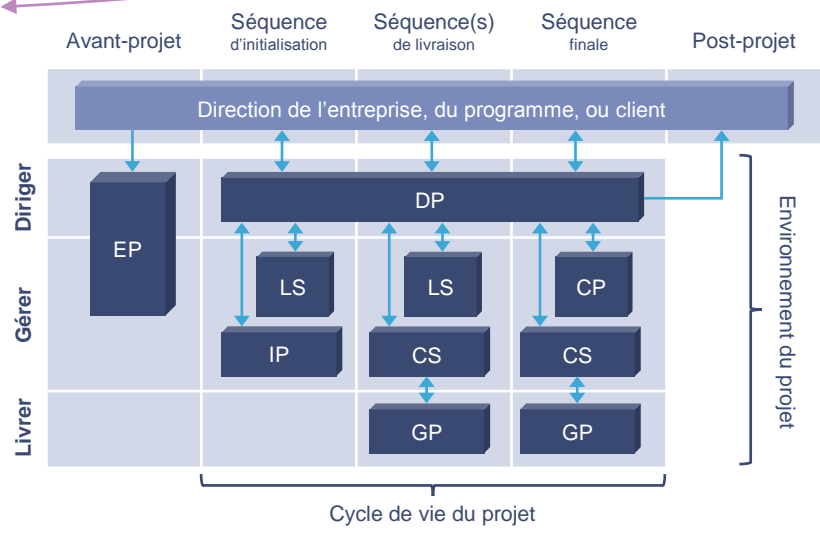 Avant-projet
Séquence
d'initialisation
Séquence(s)
de livraison
Séquence
finale
Post-projet
Direction de l'entreprise, du programme, ou client
Diriger
DP
EP
Gérer
LS
LS
CP
IP
CS
CS
Livrer
GP
GP
Environnement du projet
Cycle de vie du projet